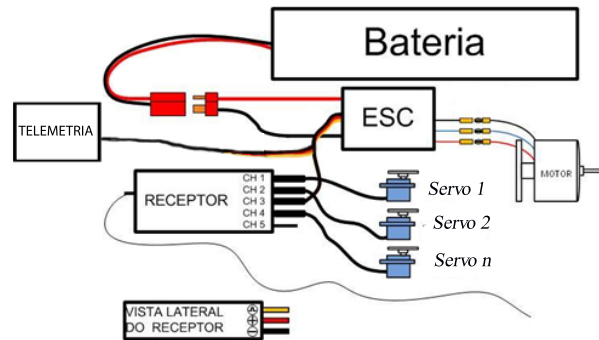 Bateria
TELEMETRIA
ESC
MOTOR
RECEPTOR
CH 1
CH 2
CH 3
CH 4
CH 5
Servo 1
Servo 2
Servo n
VISTA LATERAL
DO RECEPTOR
A
+
−